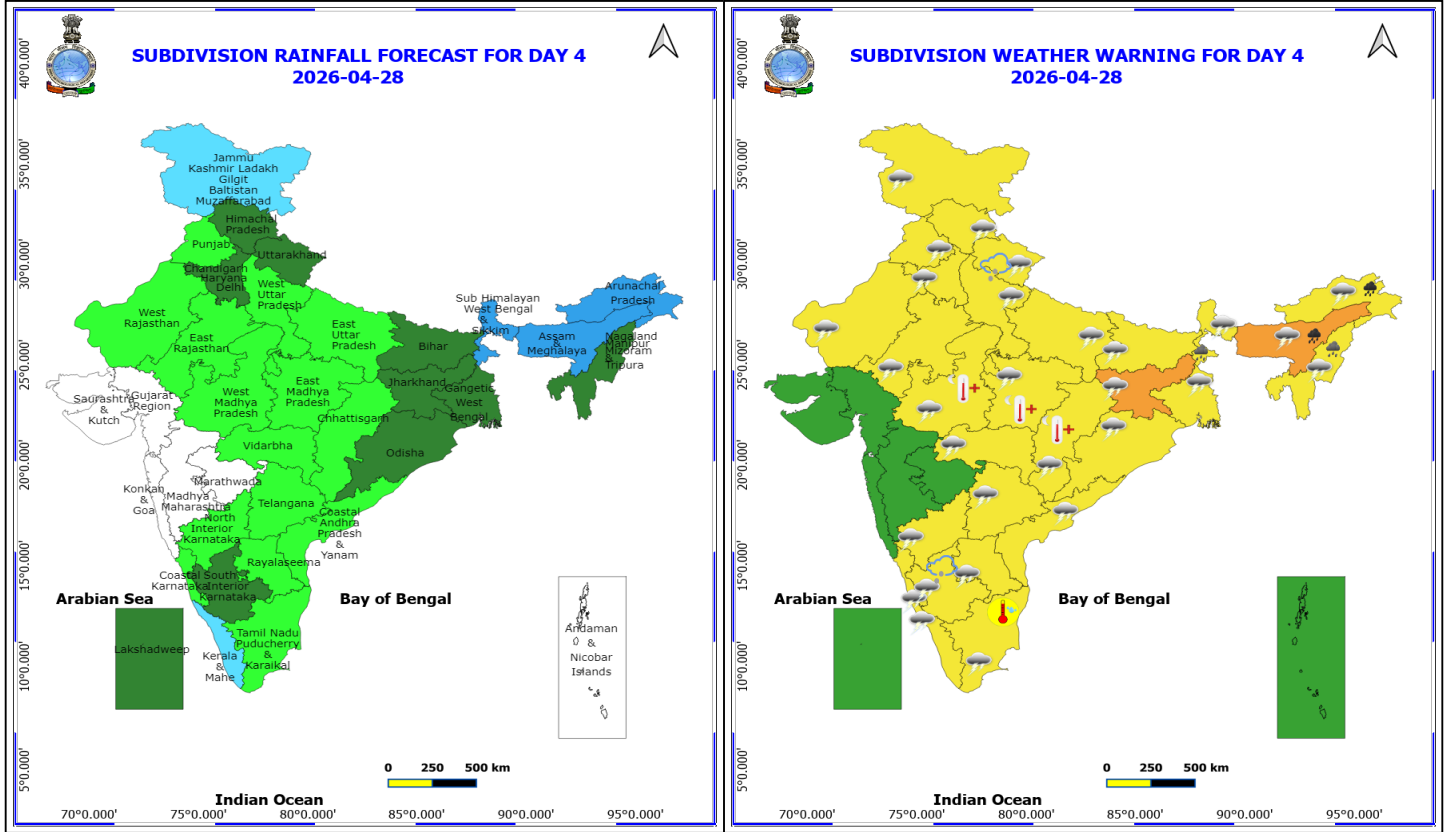 SUBDIVISION RAINFALL FORECAST FOR DAY 4
2026-04-28
40°0.000'
35°0.000'
30°0.000'
25°0.000'
20°0.000'
15°0.000'
10°0.000'
5°0.000'
Jammu
Kashmir Ladakh
Gilgit
Baltistan
Muzaffarabad
Himachal
Pradesh
Punjab
Uttarakhand
Chandigarh
Haryana
Delhi
West
Uttar
Pradesh
West
Rajasthan
East
Rajasthan
East
Uttar
Pradesh
Sub Himalayan
West Bengal
&
Sikkim
Arunachal
Pradesh
Assam
&
Meghalaya
Nagaland
Manipur
Mizoram
&
Tripura
Bihar
Jharkhand
Gangetic
West
Bengal
Saurashtra
&
Kutch
Gujarat
Region
West
Madhya
Pradesh
East
Madhya
Pradesh
Chhattisgarh
Vidarbha
Odisha
Konkan
&
Goa
Madhya
Maharashtra
Marathwada
Telangana
North
Interior
Karnataka
Coastal
Andhra
Pradesh
&
Yanam
Rayalaseema
Coastal
Karnataka
South
Interior
Karnataka
Arabian Sea
Bay of Bengal
Lakshadweep
Kerala
&
Mahe
Tamil Nadu
Puducherry
&
Karaikal
Andaman
&
Nicobar
Islands
0 250 500 km
Indian Ocean
70°0.000' 75°0.000' 80°0.000' 85°0.000' 90°0.000' 95°0.000'
SUBDIVISION WEATHER WARNING FOR DAY 4
2026-04-28
40°0.000'
35°0.000'
30°0.000'
25°0.000'
20°0.000'
15°0.000'
10°0.000'
5°0.000'
Arabian Sea
Bay of Bengal
0 250 500 km
Indian Ocean
70°0.000' 75°0.000' 80°0.000' 85°0.000' 90°0.000' 95°0.000'